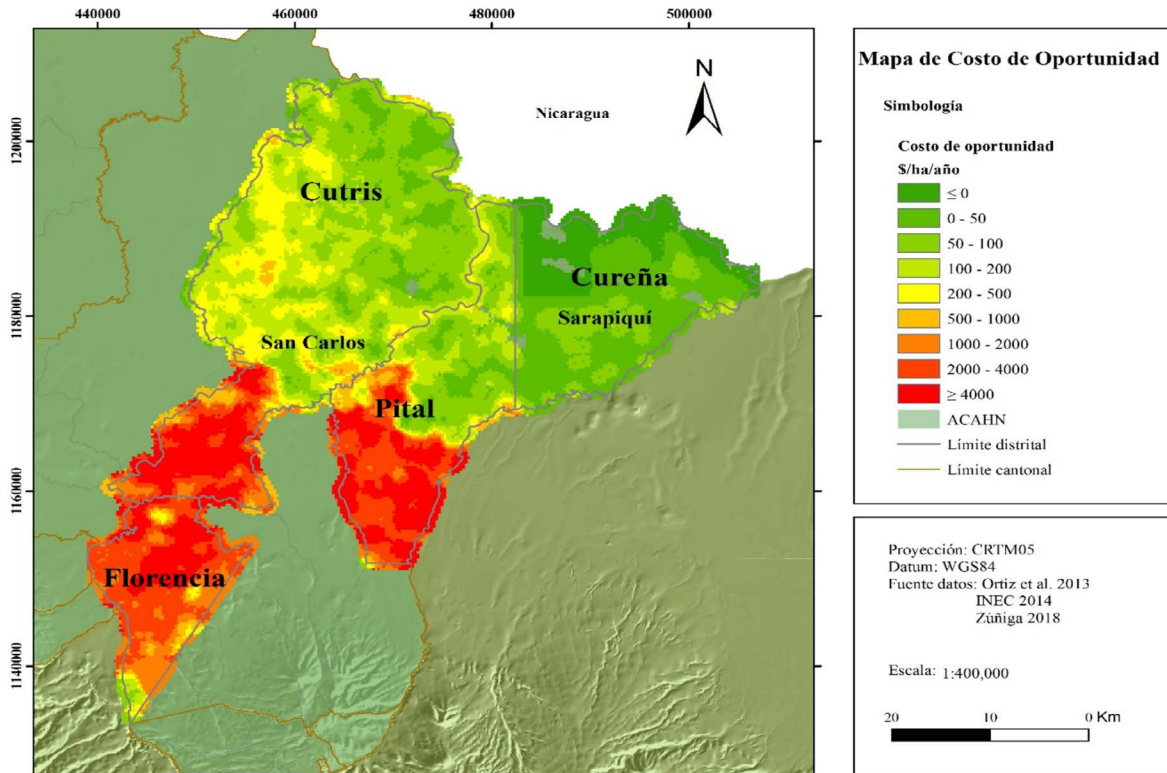 440000
460000
480000
500000
1200000
1180000
1160000
1140000
N
Nicaragua
Cutris
Cureña
Sarapiquí
San Carlos
Pital
Florencia
Mapa de Costo de Oportunidad
Simbología
Costo de oportunidad
$/ha/año
≤ 0
0 - 50
50 - 100
100 - 200
200 - 500
500 - 1000
1000 - 2000
2000 - 4000
≥ 4000
ACAHN
Límite distrital
Límite cantonal
Proyección: CRTM05
Datum: WGS84
Fuente datos: Ortiz et al. 2013
INEC 2014
Zúñiga 2018
Escala: 1:400,000
20 10 0 Km